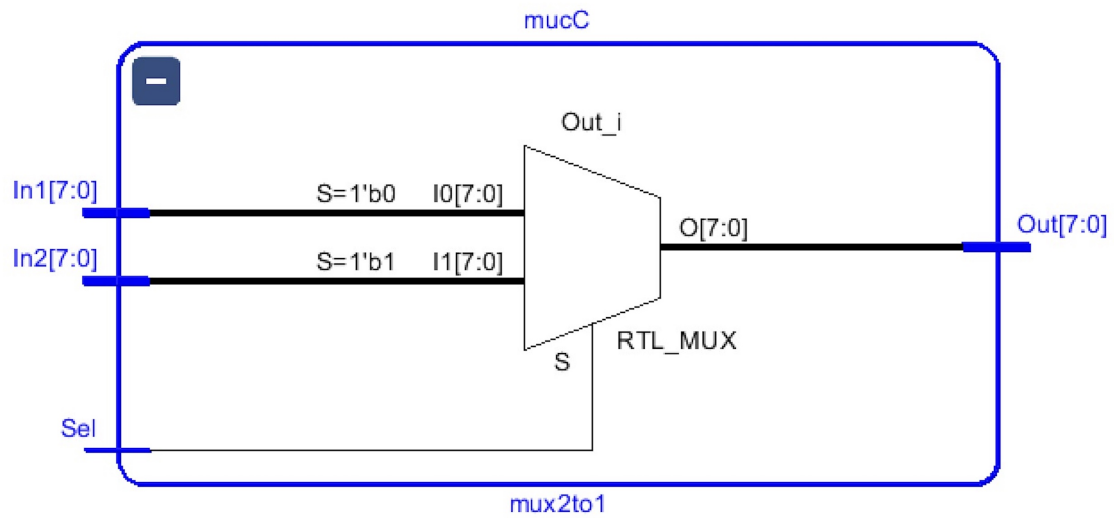 mucC
Out_i
In1[7:0]
S=1'b0 I0[7:0]
O[7:0]
Out[7:0]
In2[7:0]
S=1'b1 I1[7:0]
RTL_MUX
S
Sel
mux2to1